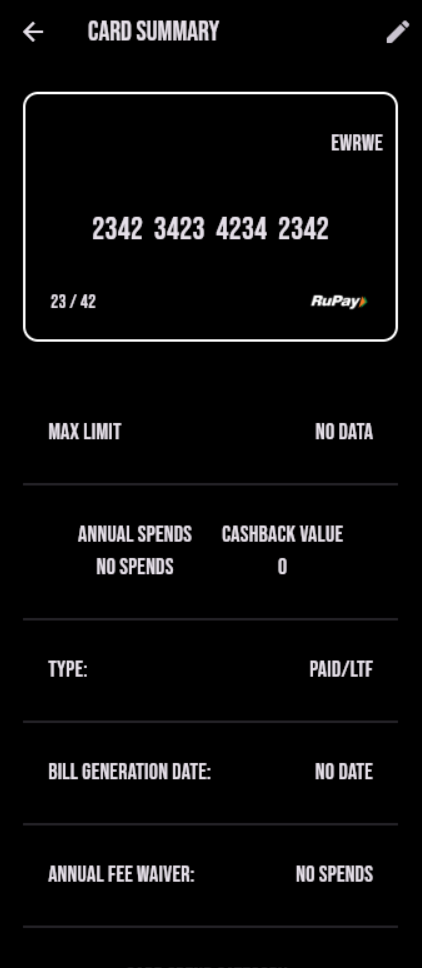 CARD SUMMARY
EWRWE
2342 3423 4234 2342
23 / 42
RuPay
MAX LIMIT NO DATA
ANNUAL SPENDS CASHBACK VALUE
NO SPENDS 0
TYPE: PAID/LTF
BILL GENERATION DATE: NO DATE
ANNUAL FEE WAIVER: NO SPENDS